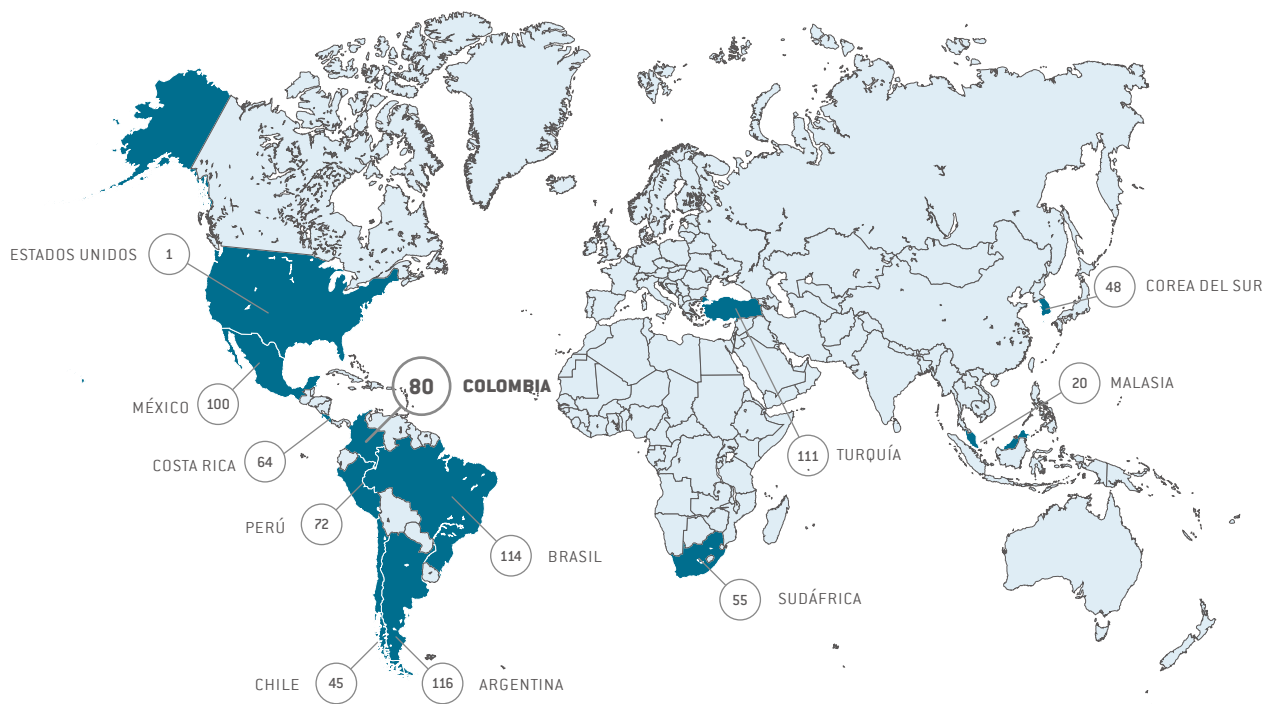 ESTADOS UNIDOS 1
48 COREA DEL SUR
80 COLOMBIA
20 MALASIA
MÉXICO 100
COSTA RICA 64
111 TURQUÍA
PERÚ 72
114 BRASIL
55 SUDÁFRICA
CHILE 45
116 ARGENTINA